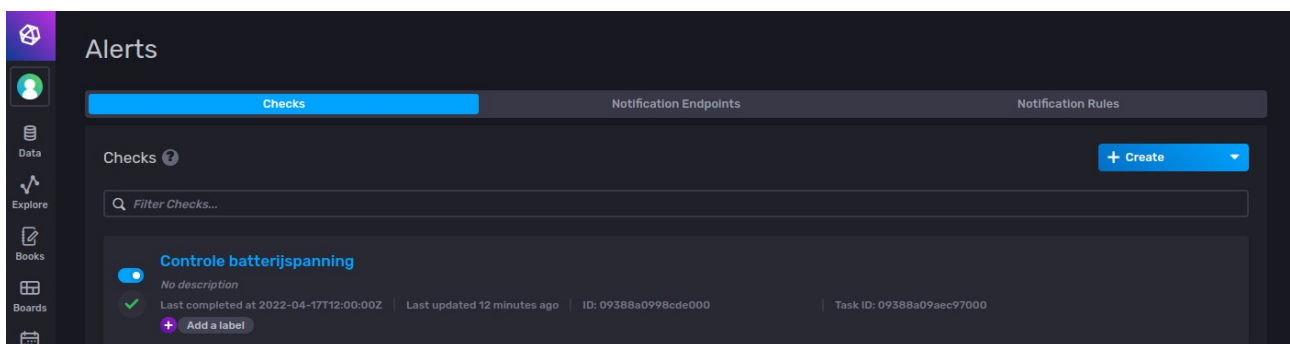 Alerts
Checks
Notification Endpoints
Notification Rules
Data
Checks ?
+ Create
Explore
Filter Checks...
Books
Controle batterijspanning
No description
Boards
Last completed at 2022-04-17T12:00:00Z
Last updated 12 minutes ago
ID: 09388a0998cde000
Task ID: 09388a09aec97000
+ Add a label